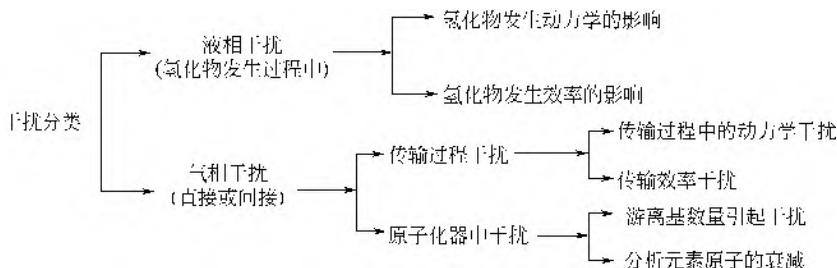 氢化物发生动力学的影响
液相干扰
(氢化物发生过程中)
氢化物发生效率的影响
干扰分类
传输过程中的动力学干扰
传输过程干扰
气相干扰
(直接或间接)
传输效率干扰
游离基数量引起干扰
原子化器中干扰
分析元素原子的衰减